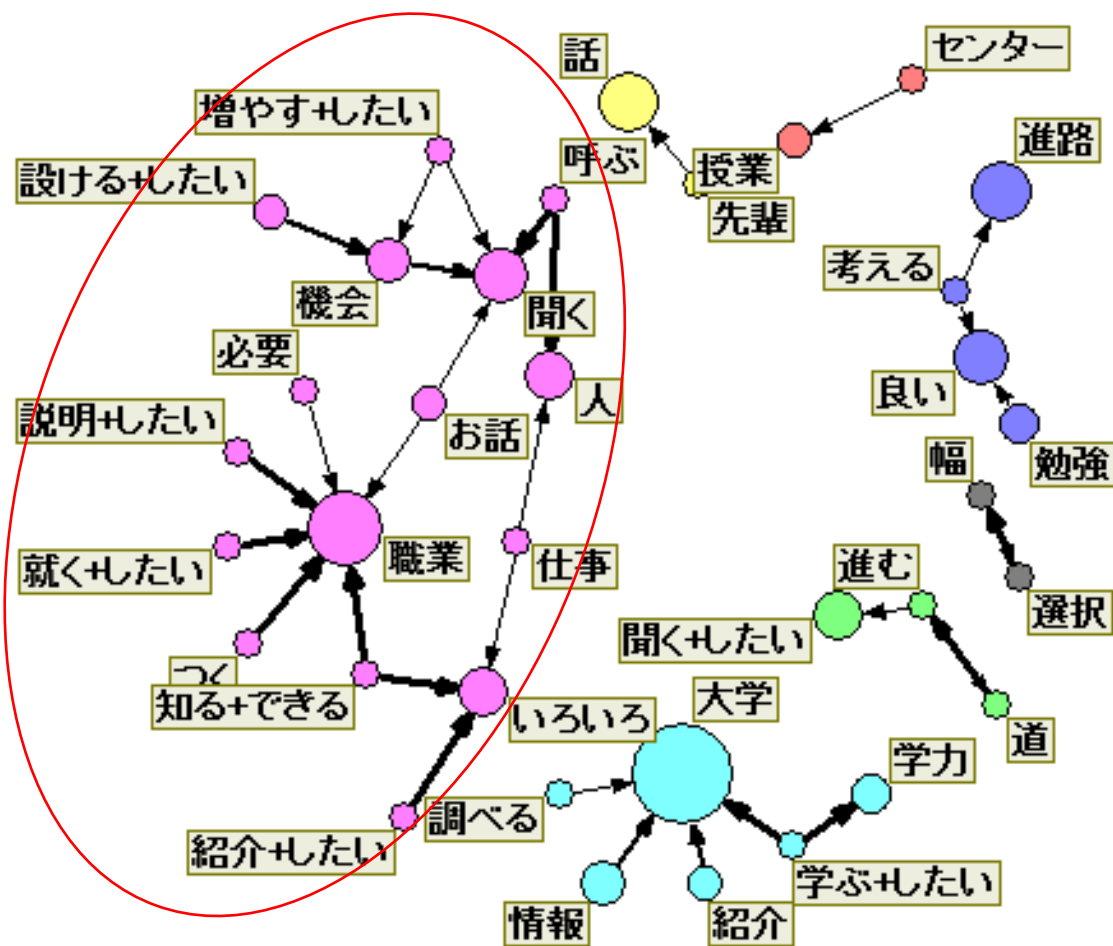 センター
話
増やす+したい
進路
呼ぶ
授業
設ける+したい
先輩
考える
機会
聞く
必要
良い
人
説明+したい
お話
勉強
幅
職業
仕事
就く+したい
進む
選択
聞く+したい
つく
知る+できる
大学
いろいろ
道
学力
調べる
紹介+したい
学ぶ+したい
情報
紹介